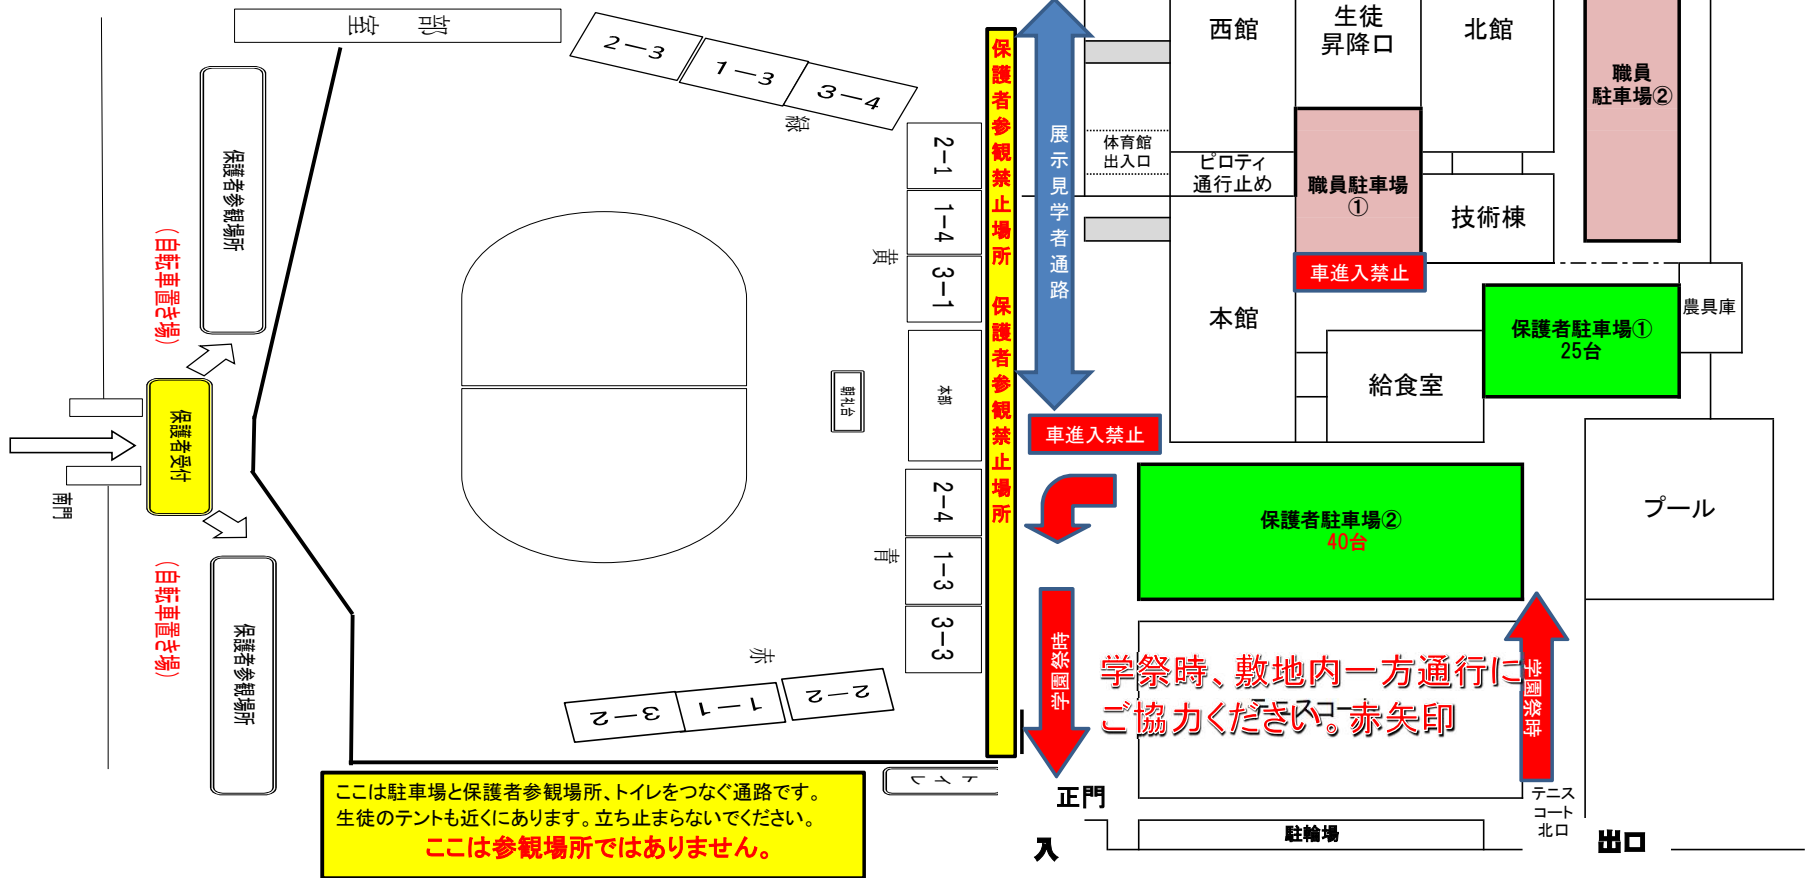 部室
2－3
1－3
3－4
緑
2－1
1－4
3－1
黄
本部
朝礼台
2－4
1－3
3－3
青
赤
2－2
1－1
3－2
保護者参観場所
(自転車置き場)
保護者受付
南門
(自転車置き場)
保護者参観場所
保護者参観禁止場所　保護者参観禁止場所
展示見学者通路
西館
生徒
昇降口
北館
職員
駐車場②
体育館
出入口
ピロティ
通行止め
職員駐車場
①
技術棟
車進入禁止
本館
保護者駐車場①
25台
農具庫
給食室
車進入禁止
保護者駐車場②
40台
プール
学園祭時
学祭時、敷地内一方通行に
ご協力ください。赤矢印
テニスコート
学園祭時
トイレ
ここは駐車場と保護者参観場所、トイレをつなぐ通路です。
生徒のテントも近くにあります。立ち止まらないでください。
ここは参観場所ではありません。
正門
入
駐輪場
テニス
コート
北口
出口